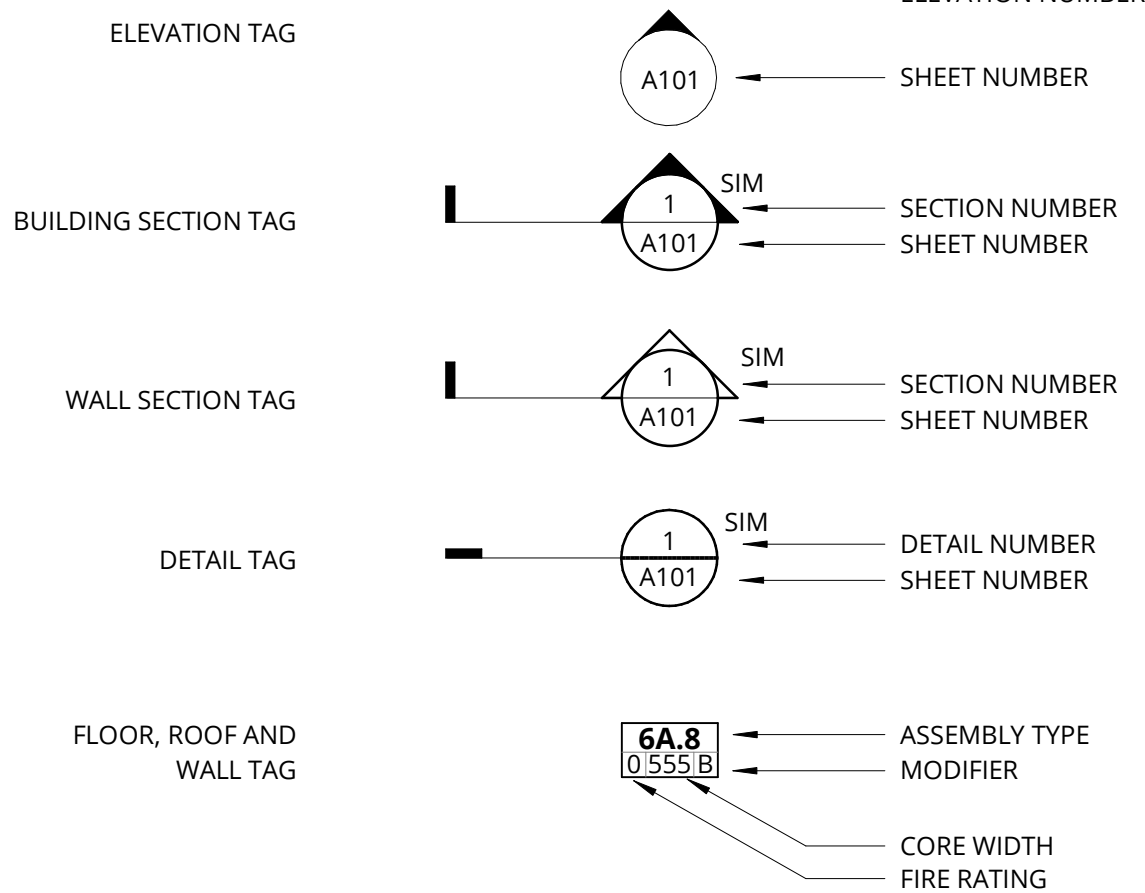 ELEVATION NUMBER
ELEVATION TAG
A101
SHEET NUMBER
SIM
1
SECTION NUMBER
BUILDING SECTION TAG
A101
SHEET NUMBER
SIM
1
SECTION NUMBER
WALL SECTION TAG
A101
SHEET NUMBER
SIM
1
DETAIL NUMBER
DETAIL TAG
A101
SHEET NUMBER
FLOOR, ROOF AND
WALL TAG
6A.8
ASSEMBLY TYPE
0 555 B
MODIFIER
CORE WIDTH
FIRE RATING